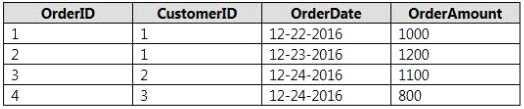 OrderID CustomerID OrderDate OrderAmount
1 1 12-22-2016 1000
2 1 12-23-2016 1200
3 2 12-24-2016 1100
4 3 12-24-2016 800